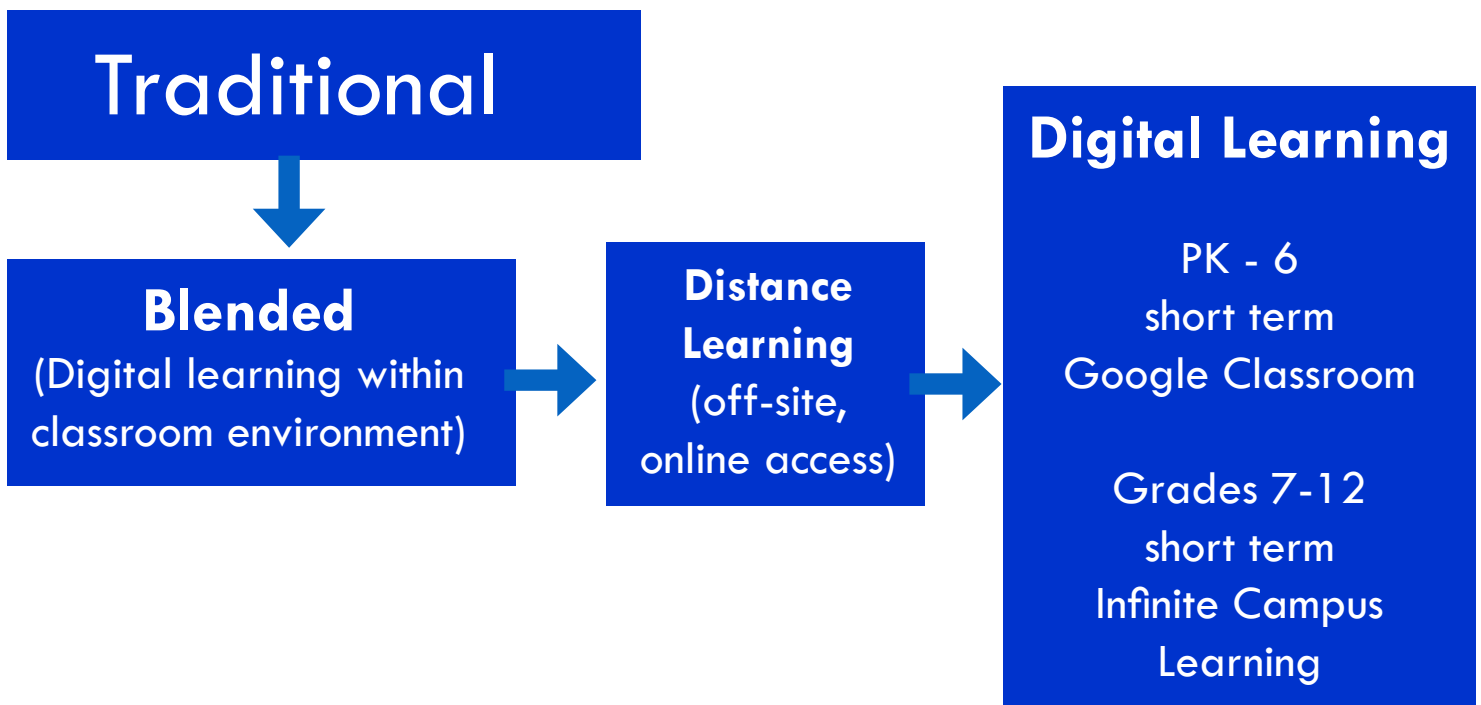 Traditional
Blended
(Digital learning within
classroom environment)
Distance
Learning
(off-site,
online access)
Digital Learning
PK - 6
short term
Google Classroom
Grades 7-12
short term
Infinite Campus
Learning